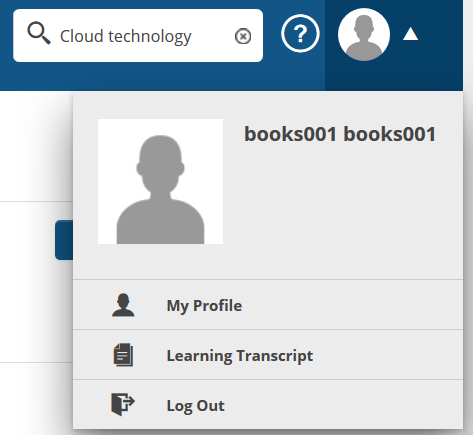 Cloud technology
?
books001 books001
My Profile
Learning Transcript
Log Out